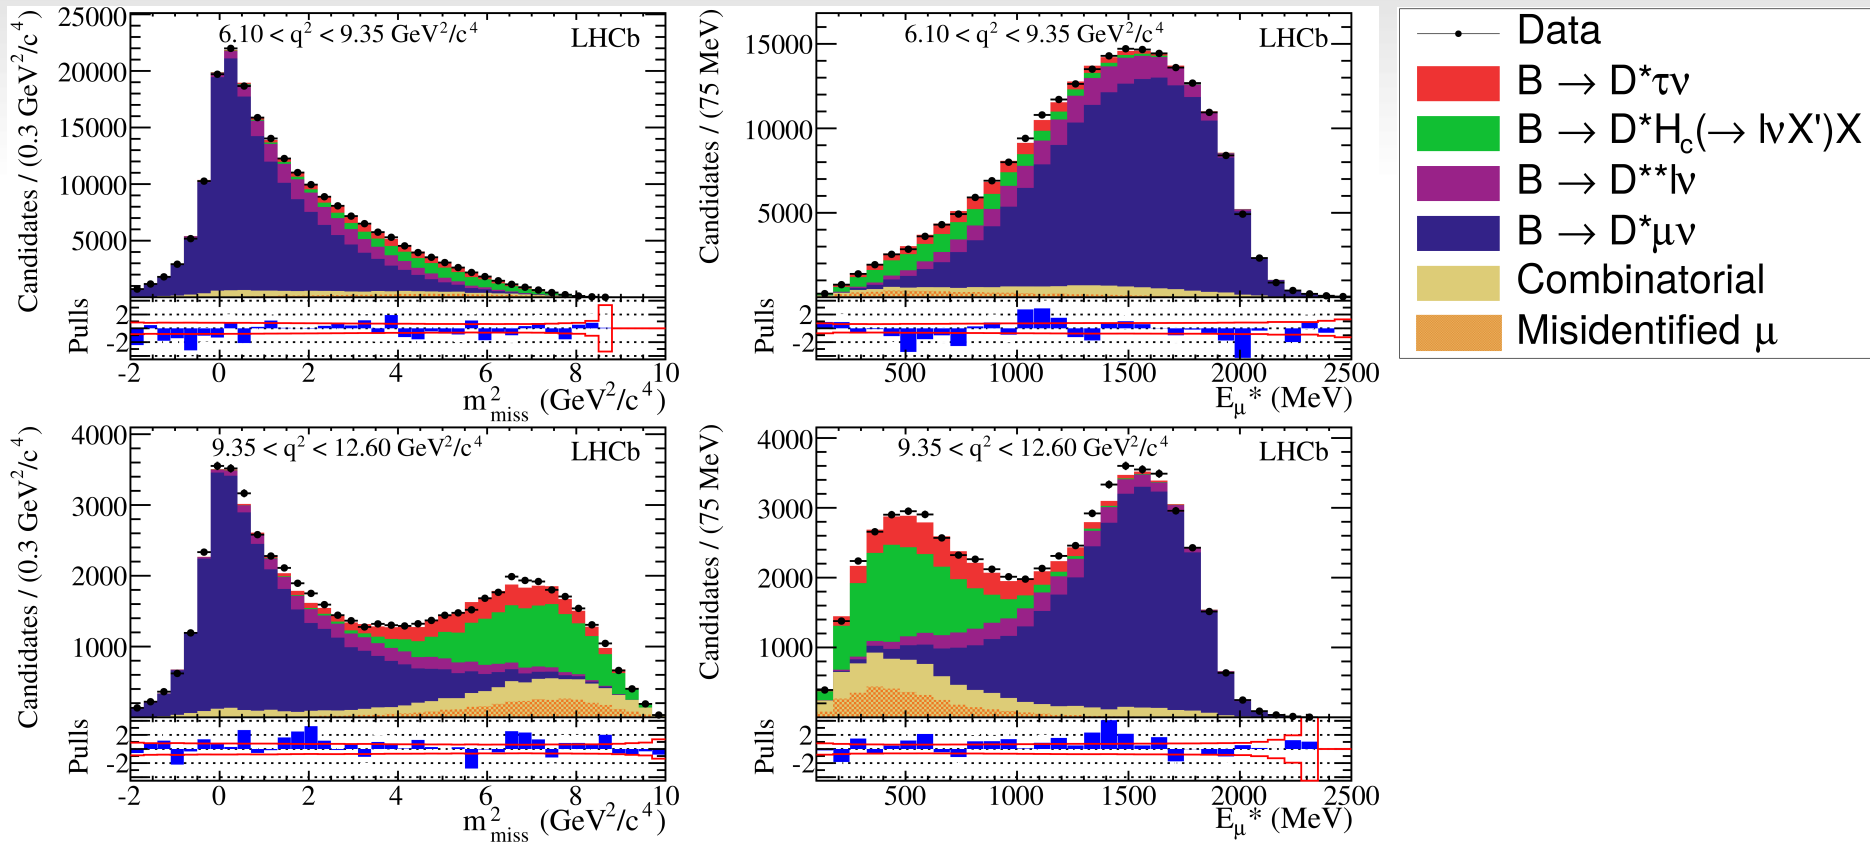 Candidates / (0.3 GeV²/c⁴)
25000
20000
15000
10000
5000
6.10 < q² < 9.35 GeV²/c⁴
LHCb
Pulls
2
-2
-2 0 2 4 6 8 10
m²miss (GeV²/c⁴)
Candidates / (75 MeV)
15000
10000
5000
6.10 < q² < 9.35 GeV²/c⁴
LHCb
Pulls
2
-2
500 1000 1500 2000 2500
Eμ* (MeV)
Data
B → D*τν
B → D*Hc(→ lνX')X
B → D**lν
B → D*μν
Combinatorial
Misidentified μ
Candidates / (0.3 GeV²/c⁴)
4000
3000
2000
1000
9.35 < q² < 12.60 GeV²/c⁴
LHCb
Pulls
2
-2
-2 0 2 4 6 8 10
m²miss (GeV²/c⁴)
Candidates / (75 MeV)
4000
3000
2000
1000
9.35 < q² < 12.60 GeV²/c⁴
LHCb
Pulls
2
-2
500 1000 1500 2000 2500
Eμ* (MeV)